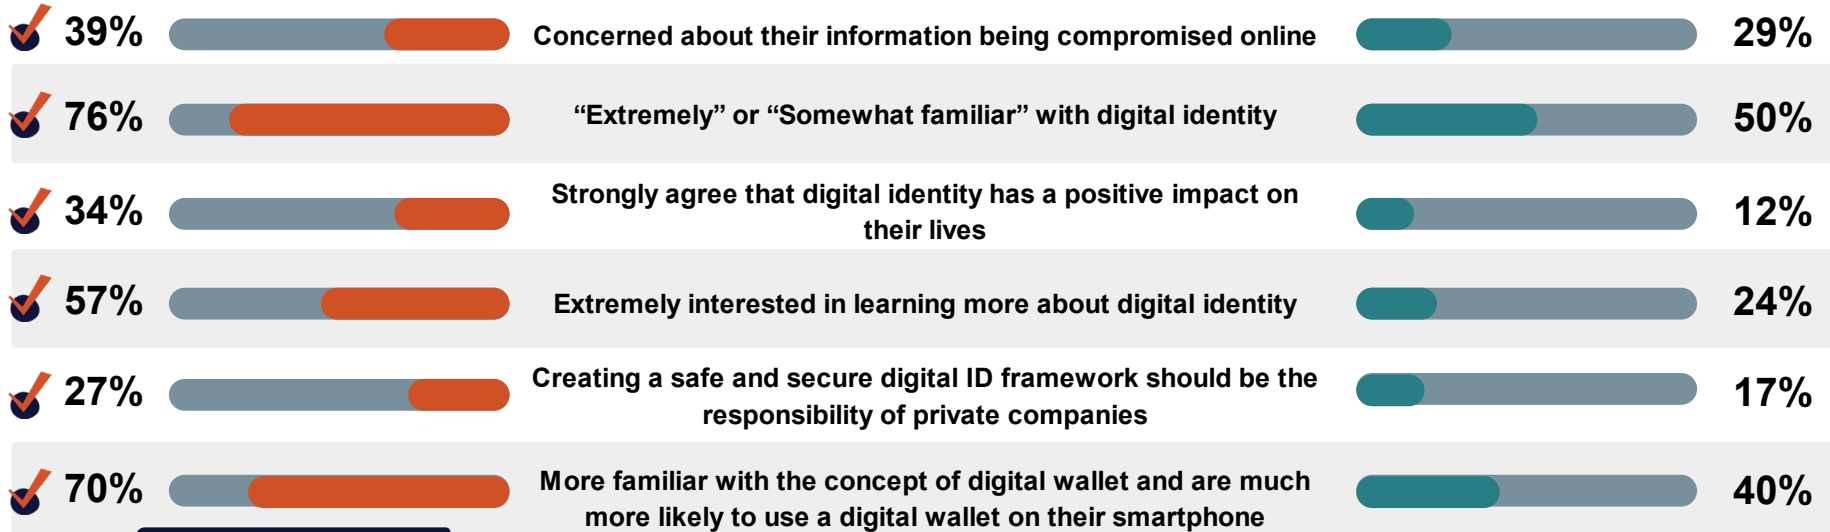 39% Concerned about their information being compromised online 29%
76% “Extremely” or “Somewhat familiar” with digital identity 50%
34% Strongly agree that digital identity has a positive impact on
their lives 12%
57% Extremely interested in learning more about digital identity 24%
27% Creating a safe and secure digital ID framework should be the
responsibility of private companies 17%
70% More familiar with the concept of digital wallet and are much
more likely to use a digital wallet on their smartphone 40%